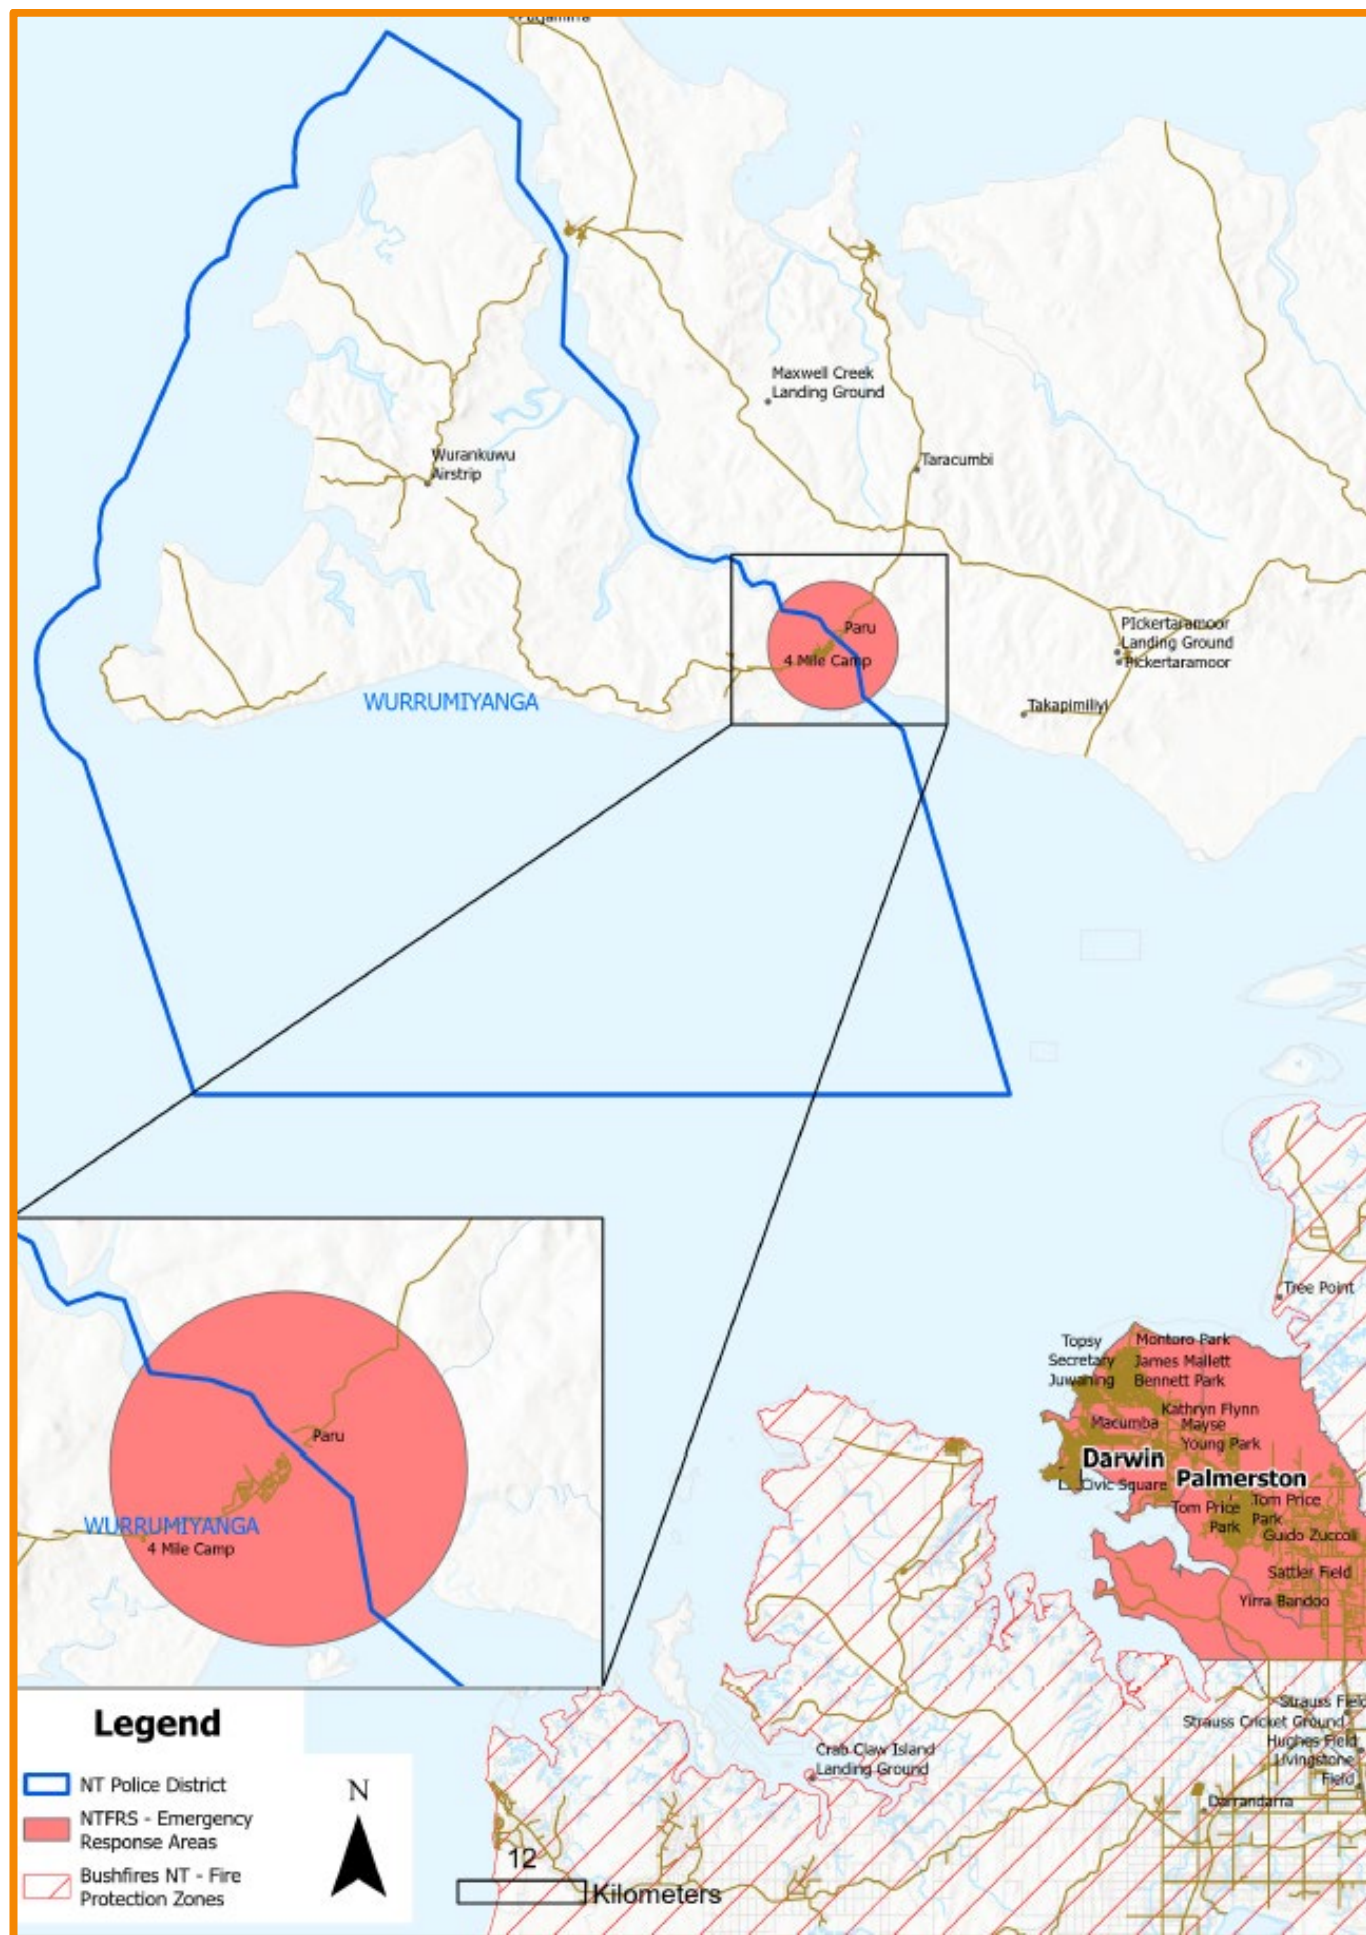 Maxwell Creek
Landing Ground
Wurankuwu
Airstrip
Taracumbi
Paru
4 Mile Camp
PIckertaramoor
Landing Ground
Pickertaramoor
WURRUMIYANGA
Takapimiliyi
Tree Point
Topsy
Secretary
Juwaning
Montoro Park
James Mallett
Bennett Park
Kathryn Flynn
Macumba
Mayse
Young Park
Darwin
Civic Square
Palmerston
Tom Price
Park
Tom Price
Park
Guido Zuccoli
Sattler Field
Yirra Bandoo
Paru
WURRUMIYANGA
4 Mile Camp
Strauss Field
Strauss Cricket Ground
Hughes Field
Livingstone
Field
Crab Claw Island
Landing Ground
Darrandarra
Legend
NT Police District
NTFRS - Emergency
Response Areas
Bushfires NT - Fire
Protection Zones
N
12
Kilometers